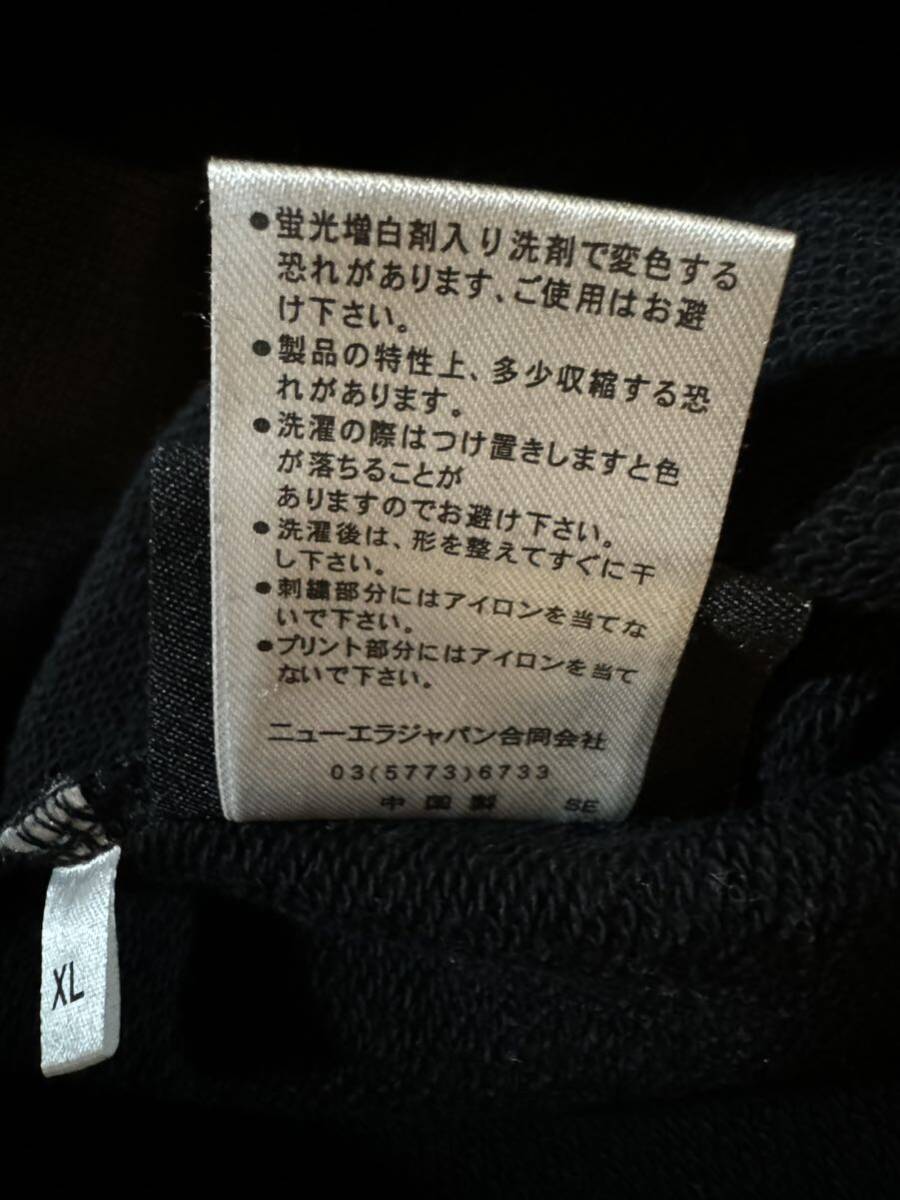 ●蛍光増白剤入り洗剤で変色する
恐れがあります、ご使用はお避
け下さい。
●製品の特性上、多少収縮する恐
れがあります。
●洗濯の際はつけ置きしますと色
が落ちることが
ありますのでお避け下さい。
●洗濯後は、形を整えてすぐに干
し下さい。
●刺繍部分にはアイロンを当てな
いで下さい。
●プリント部分にはアイロンを当て
ないで下さい。
ニューエラジャパン合同会社
03(5773)6733
中国製 SE
XL